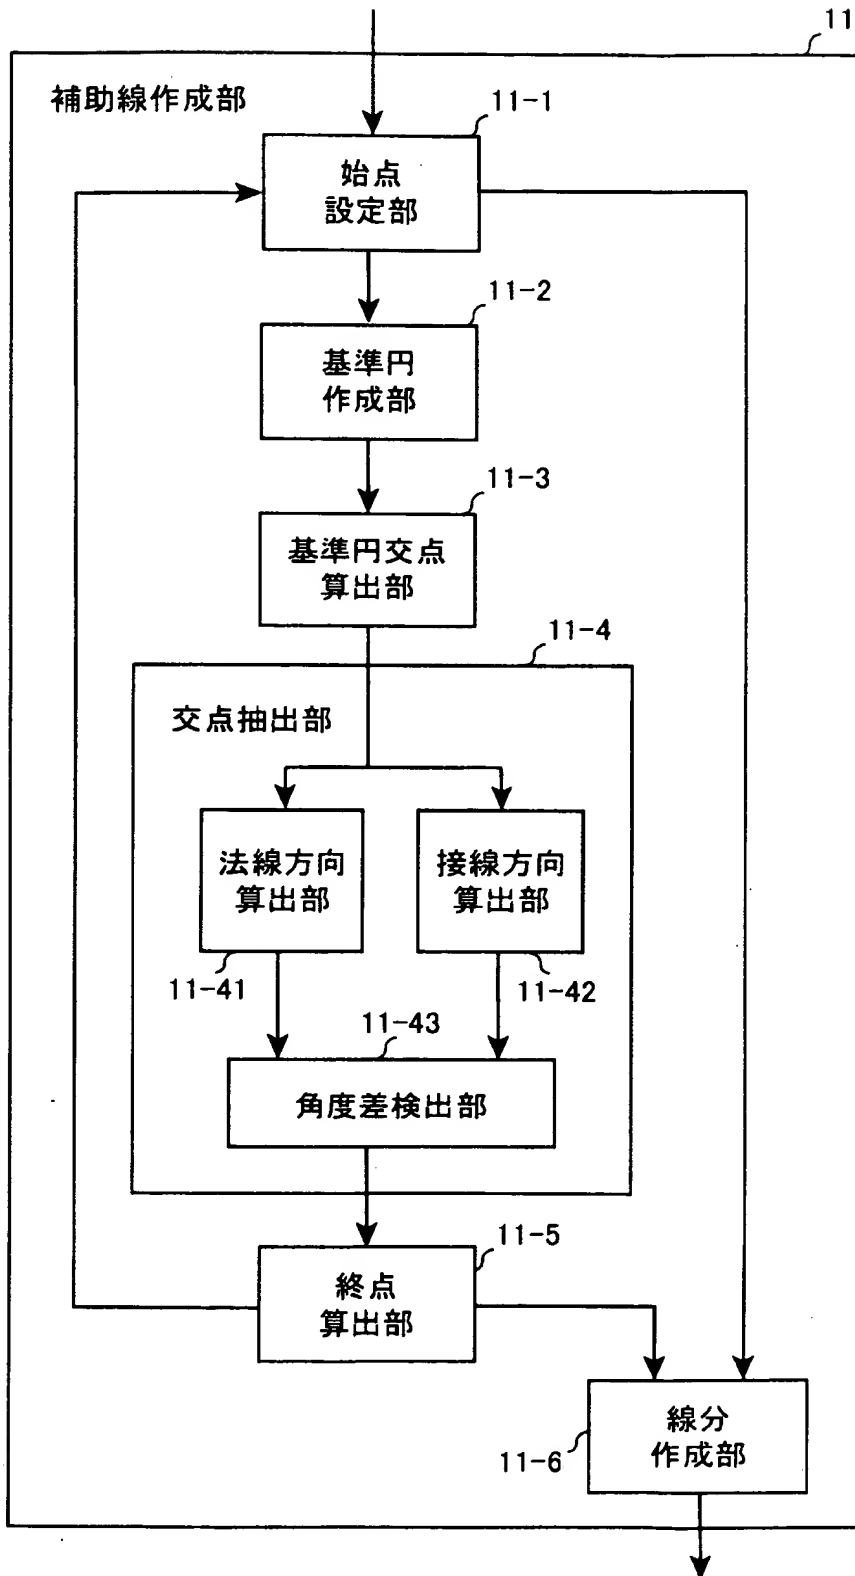 11
補助線作成部
11-1
始点
設定部
11-2
基準円
作成部
11-3
基準円交点
算出部
11-4
交点抽出部
法線方向
算出部
接線方向
算出部
11-41
11-42
11-43
角度差検出部
11-5
終点
算出部
線分
作成部
11-6